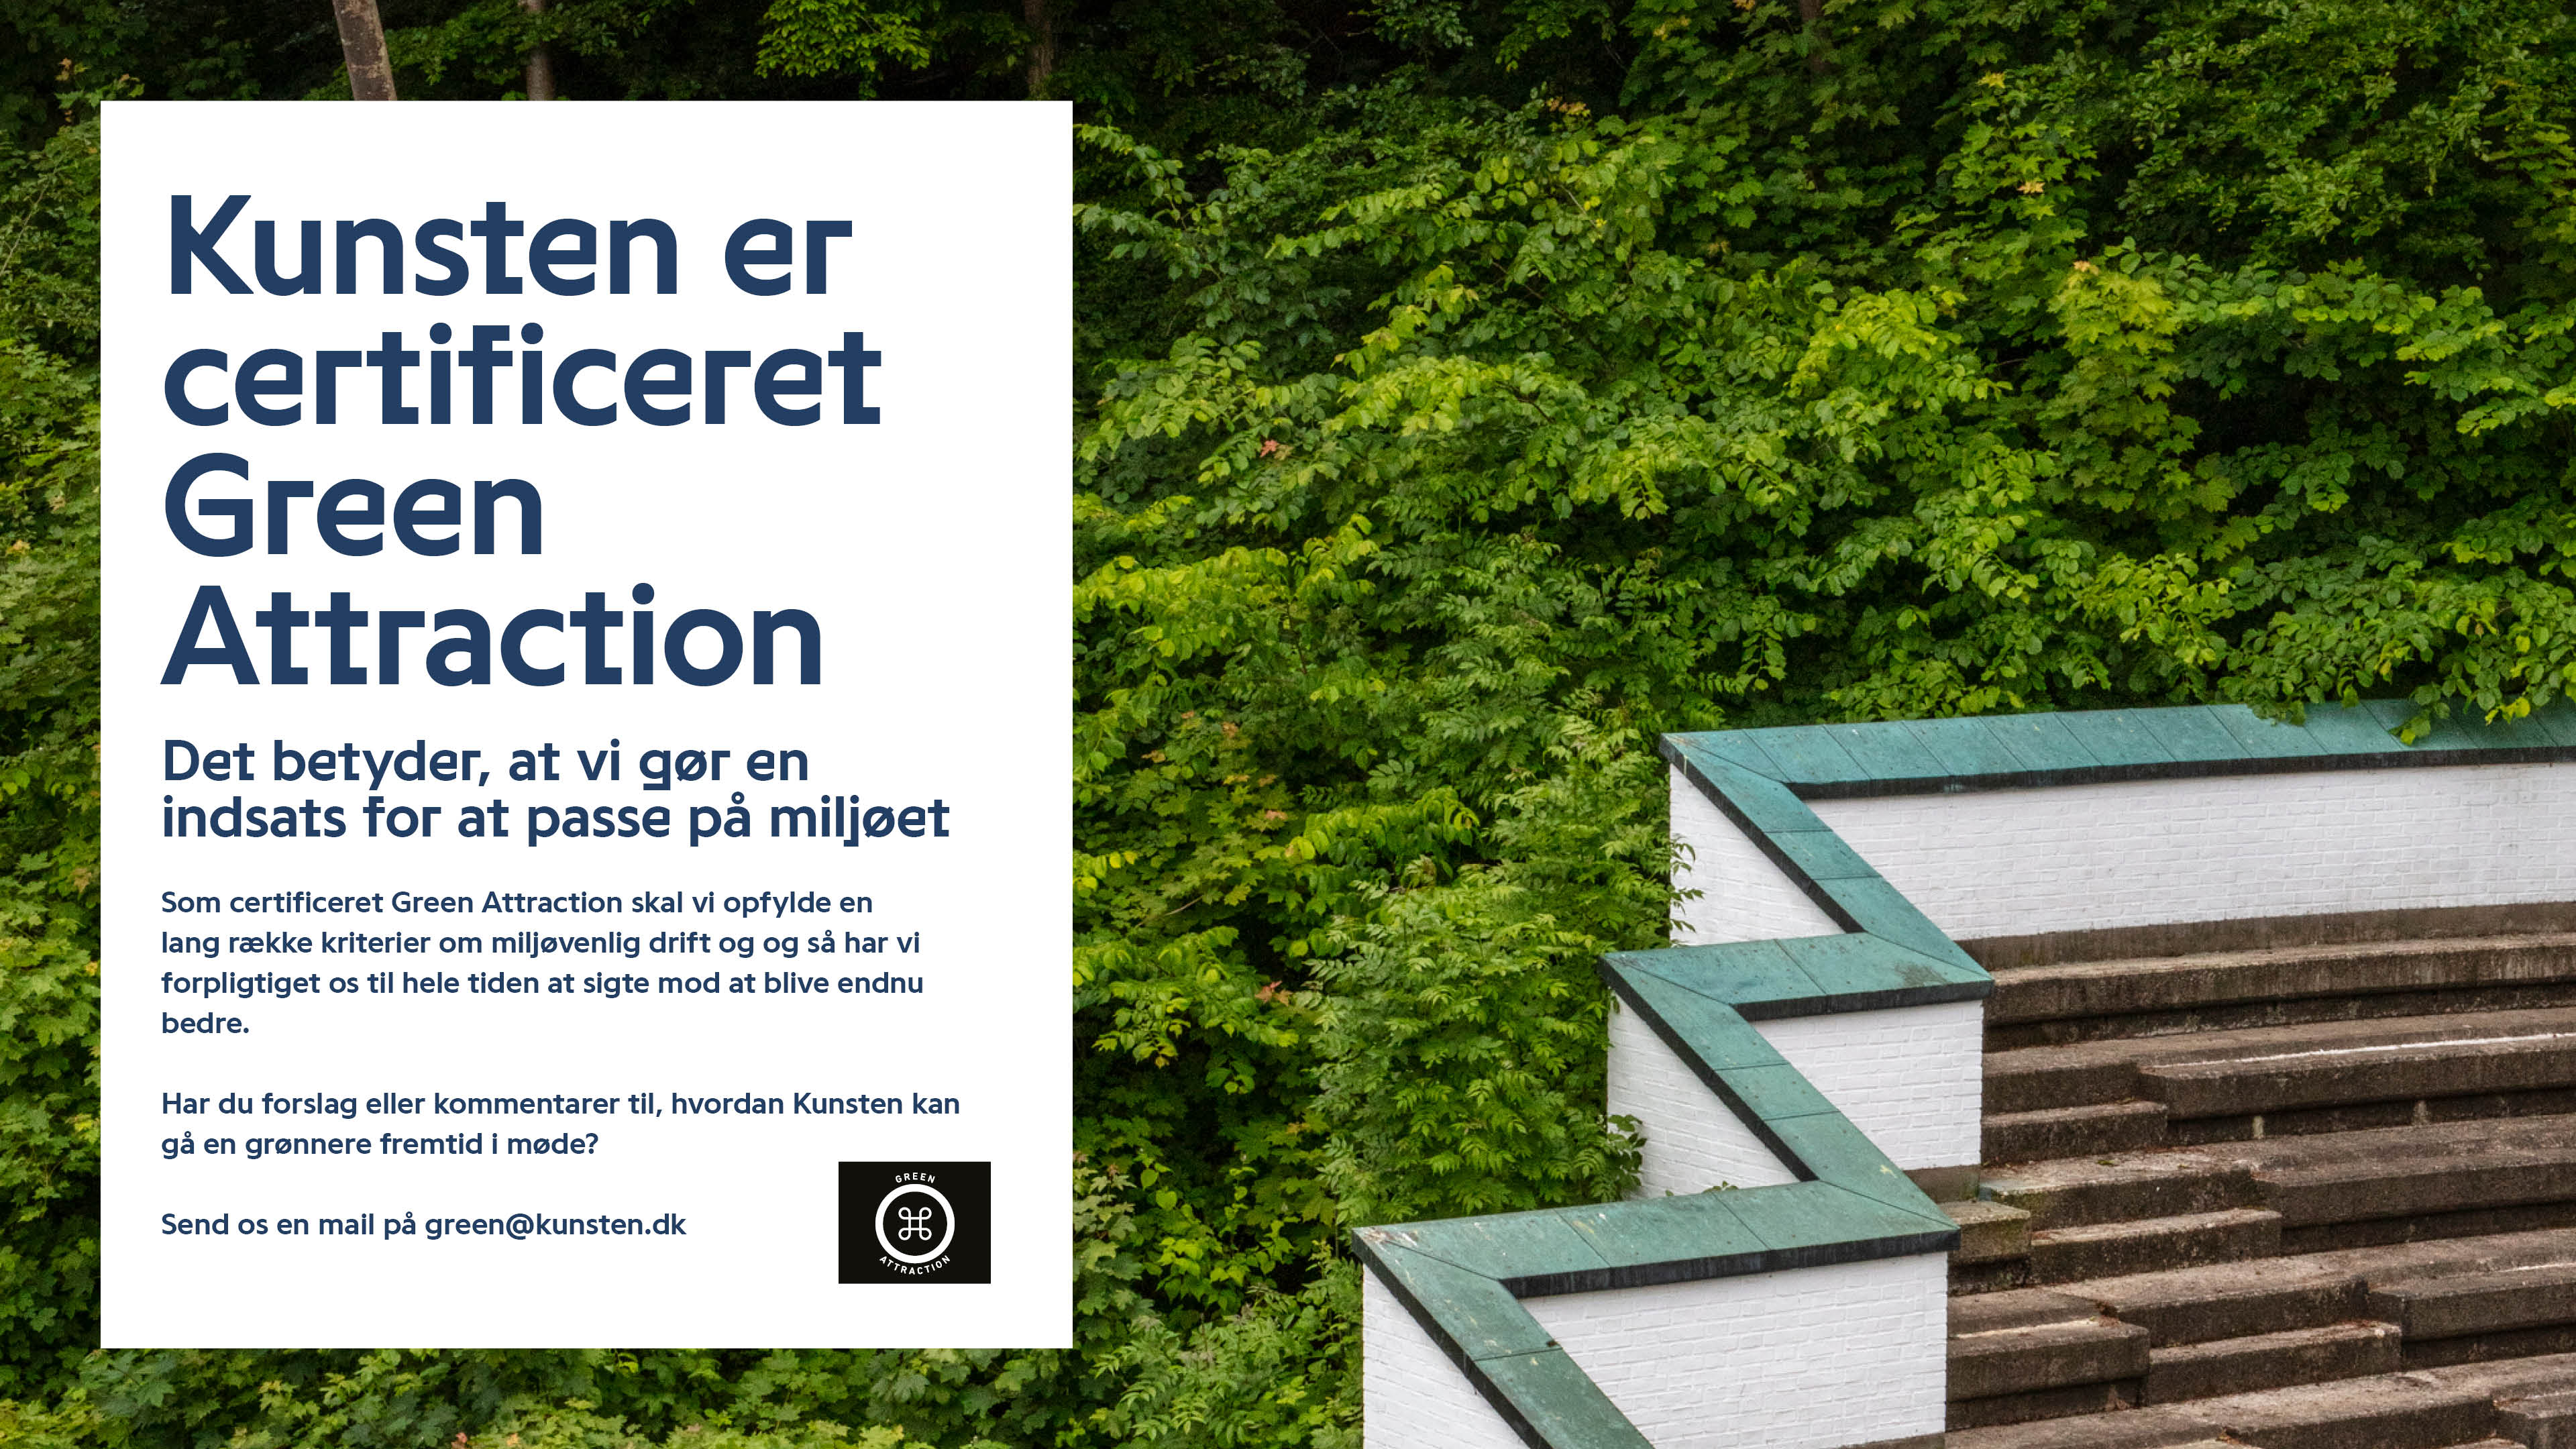 Kunsten er
certificeret
Green
Attraction
Det betyder, at vi gør en
indsats for at passe på miljøet
Som certificeret Green Attraction skal vi opfylde en
lang række kriterier om miljøvenlig drift og og så har vi
forpligtiget os til hele tiden at sigte mod at blive endnu
bedre.
Har du forslag eller kommentarer til, hvordan Kunsten kan
gå en grønnere fremtid i møde?
Send os en mail på green@kunsten.dk
GREEN
ATTRACTION